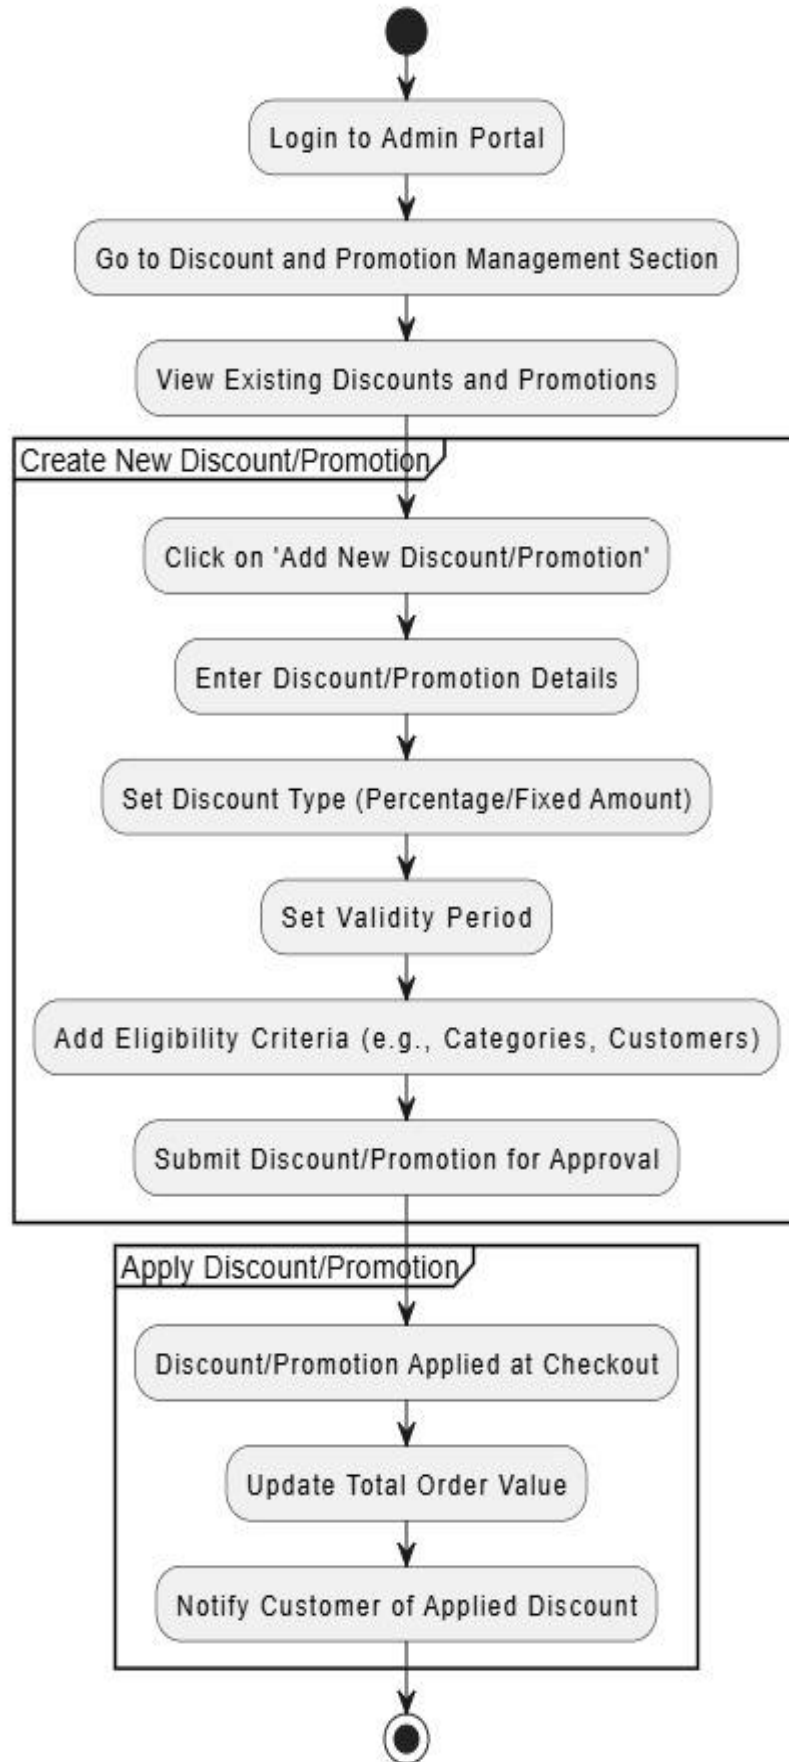 Login to Admin Portal
Go to Discount and Promotion Management Section
View Existing Discounts and Promotions
Create New Discount/Promotion
Click on 'Add New Discount/Promotion'
Enter Discount/Promotion Details
Set Discount Type (Percentage/Fixed Amount)
Set Validity Period
Add Eligibility Criteria (e.g., Categories, Customers)
Submit Discount/Promotion for Approval
Apply Discount/Promotion
Discount/Promotion Applied at Checkout
Update Total Order Value
Notify Customer of Applied Discount